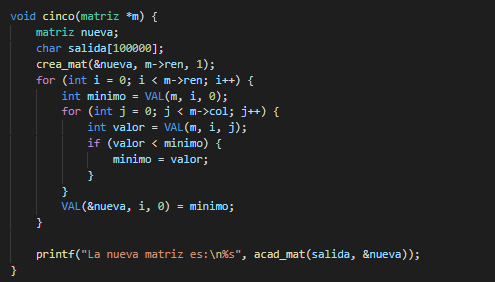 void cinco(matriz *m) {
    matriz nueva;
    char salida[100000];
    crea_mat(&nueva, m->ren, 1);
    for (int i = 0; i < m->ren; i++) {
        int minimo = VAL(m, i, 0);
        for (int j = 0; j < m->col; j++) {
            int valor = VAL(m, i, j);
            if (valor < minimo) {
                minimo = valor;
            }
        }
        VAL(&nueva, i, 0) = minimo;
    }

    printf("La nueva matriz es:\n%s", acad_mat(salida, &nueva));
}